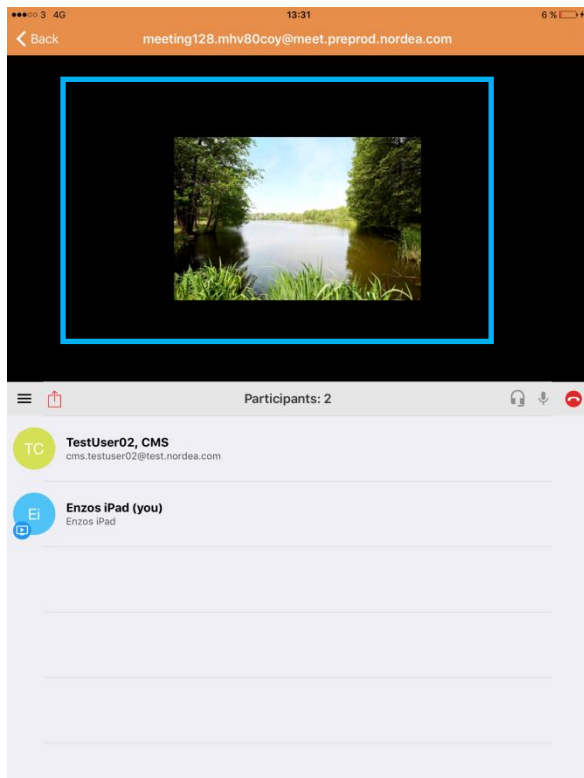 3 4G 13:31 6 %
Back meeting128.mhv80coy@meet.preprod.nordea.com
Participants: 2
TC TestUser02, CMS
cms.testuser02@test.nordea.com
Ei Enzos iPad (you)
Enzos iPad